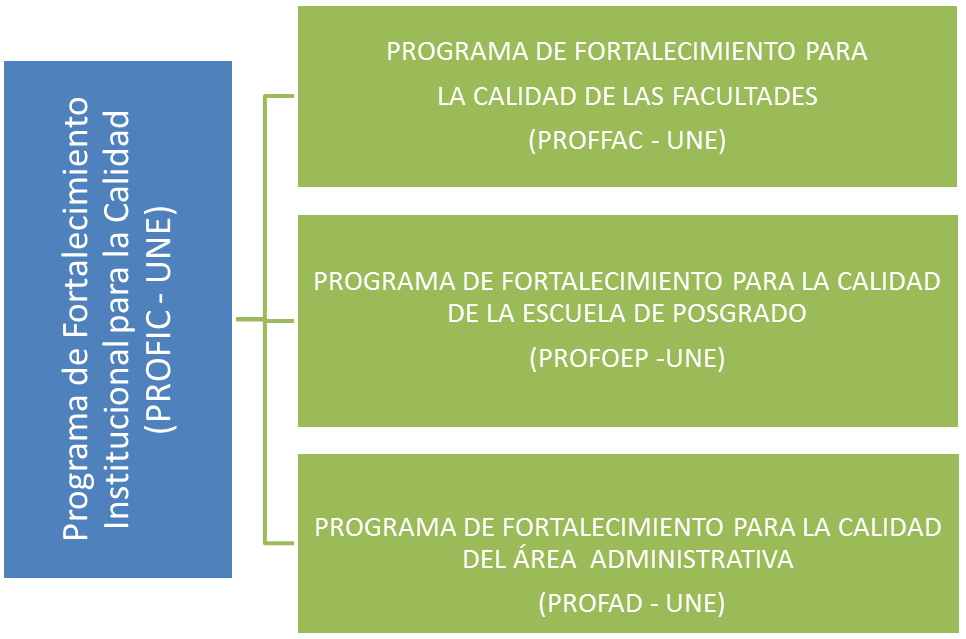 Programa de Fortalecimiento
Institucional para la Calidad
(PROFIC - UNE)
PROGRAMA DE FORTALECIMIENTO PARA
LA CALIDAD DE LAS FACULTADES
(PROFFAC - UNE)
PROGRAMA DE FORTALECIMIENTO PARA LA CALIDAD
DE LA ESCUELA DE POSGRADO
(PROFOEP -UNE)
PROGRAMA DE FORTALECIMIENTO PARA LA CALIDAD
DEL ÁREA  ADMINISTRATIVA
(PROFAD - UNE)